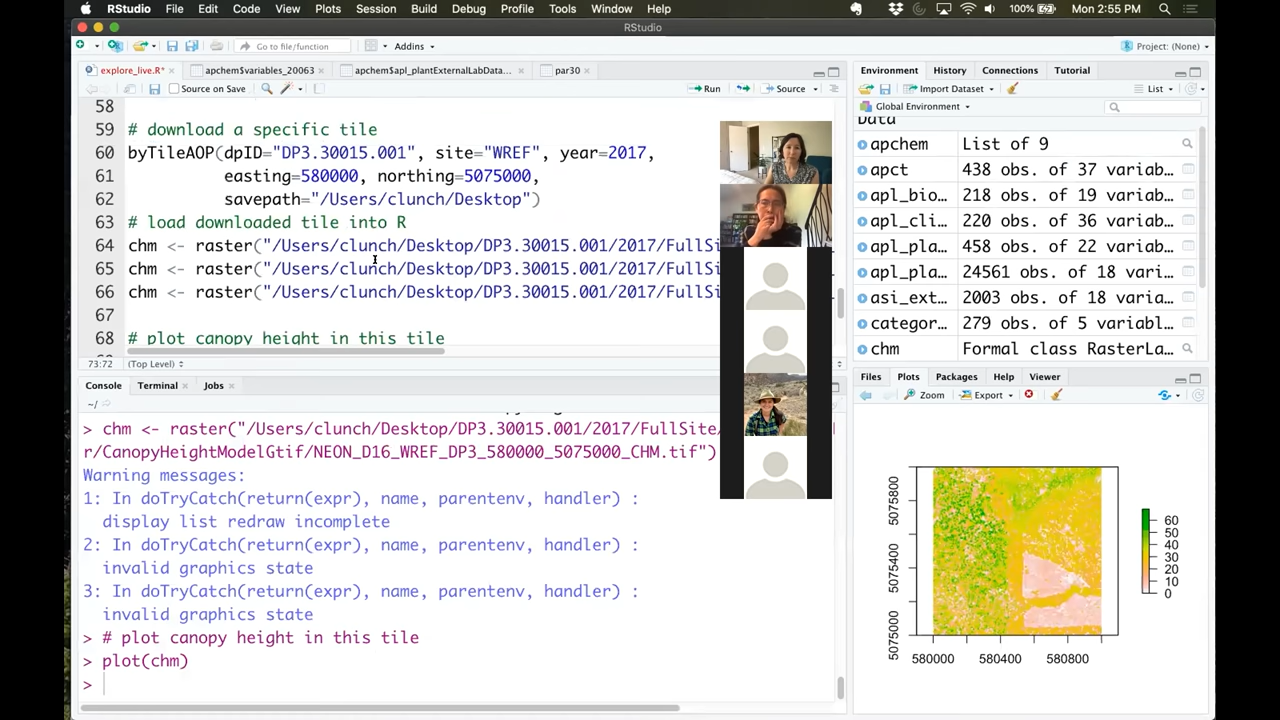 RStudio File Edit Code View Plots Session Build Debug Profile Tools Window Help 100% Mon 2:55 PM
RStudio
Go to file/function Addins Project: (None)
explore_live.R* apchem$variables_20063 apchem$apl_plantExternalLabData... par30
Source on Save Run Source
58
59 # download a specific tile
60 byTileAOP(dpID="DP3.30015.001", site="WREF", year=2017,
61 easting=580000, northing=5075000,
62 savepath="/Users/clunch/Desktop")
63 # load downloaded tile into R
64 chm <- raster("/Users/clunch/Desktop/DP3.30015.001/2017/FullSi
65 chm <- raster("/Users/clunch/Desktop/DP3.30015.001/2017/FullSi
66 chm <- raster("/Users/clunch/Desktop/DP3.30015.001/2017/FullSi
67
68 # plot canopy height in this tile
73:72 (Top Level)
Console Terminal Jobs
~/
> chm <- raster("/Users/clunch/Desktop/DP3.30015.001/2017/FullSite/
r/CanopyHeightModelGtif/NEON_D16_WREF_DP3_580000_5075000_CHM.tif")
Warning messages:
1: In doTryCatch(return(expr), name, parentenv, handler) :
display list redraw incomplete
2: In doTryCatch(return(expr), name, parentenv, handler) :
invalid graphics state
3: In doTryCatch(return(expr), name, parentenv, handler) :
invalid graphics state
> # plot canopy height in this tile
> plot(chm)
>
Environment History Connections Tutorial
Import Dataset List
Global Environment
Data
apchem List of 9
apct 438 obs. of 37 variab...
apl_bio... 218 obs. of 19 variab...
apl_cli... 220 obs. of 36 variab...
apl_pla... 458 obs. of 22 variab...
apl_pla... 24561 obs. of 18 vari...
asi_ext... 2003 obs. of 18 varia...
categor... 279 obs. of 5 variabl...
chm Formal class RasterLa...
Files Plots Packages Help Viewer
Zoom Export
5075800
5075400
5075000
580000 580400 580800
60
50
40
30
20
10
0